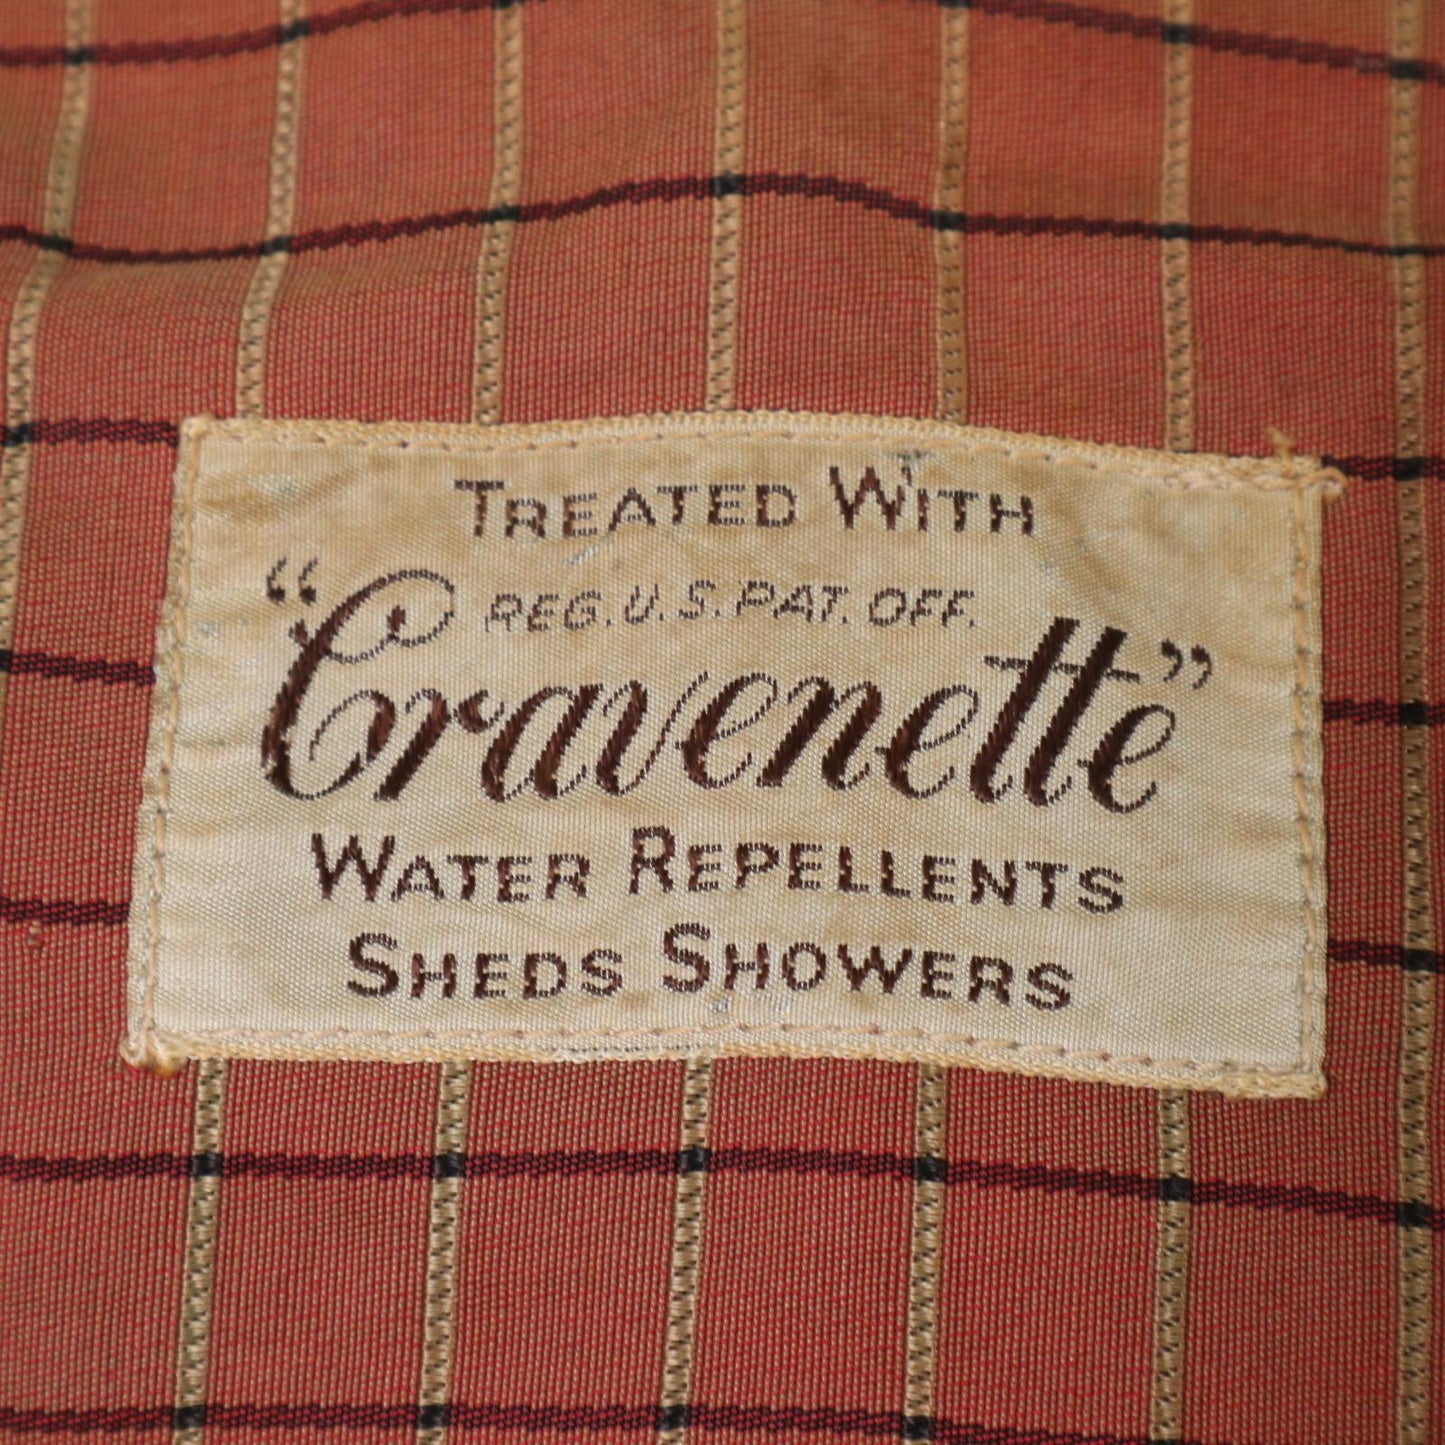 TREATED WITH
REG. U.S. PAT. OFF.
“Cravenette”
WATER REPELLENTS
SHEDS SHOWERS